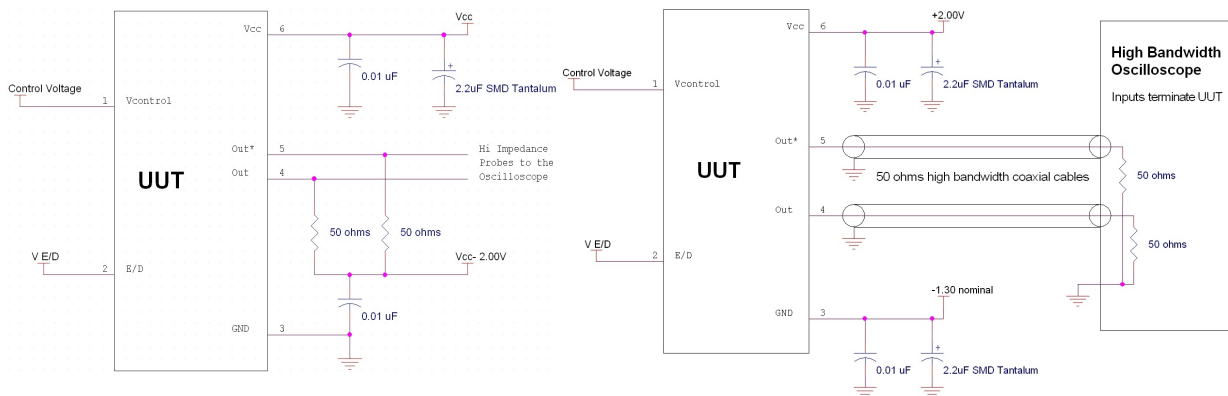 Vcc
Vcc
6
0.01 uF
2.2uF SMD Tantalum
Control Voltage
1
Vcontrol
Out*
5
Hi Impedance
Probes to the
Oscilloscope
Out
4
UUT
50 ohms
50 ohms
V E/D
2
E/D
Vcc- 2.00V
0.01 uF
GND
3
+2.00V
Vcc
6
0.01 uF
2.2uF SMD Tantalum
+
Control Voltage
1
Vcontrol
Out*
5
UUT
50 ohms high bandwidth coaxial cables
Out
4
V E/D
2
E/D
-1.30 nominal
GND
3
0.01 uF
2.2uF SMD Tantalum
+
High Bandwidth
Oscilloscope
Inputs terminate UUT
50 ohms
50 ohms
+